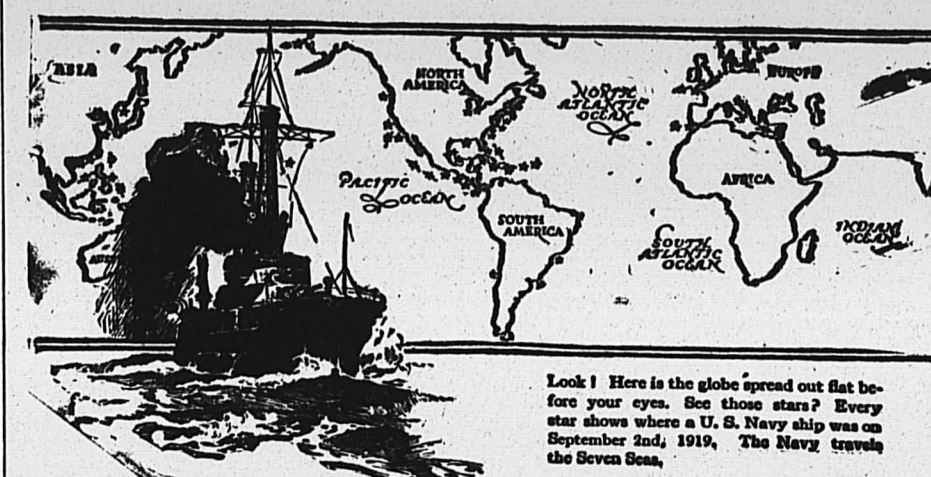 ASIA
NORTH
AMERICA
NORTH
ATLANTIC
OCEAN
EUROPE
PACIFIC
OCEAN
AFRICA
SOUTH
AMERICA
SOUTH
ATLANTIC
OCEAN
INDIAN
OCEAN
Look! Here is the globe spread out flat be-
fore your eyes. See those stars? Every
star shows where a U. S. Navy ship was on
September 2nd, 1919. The Navy travels
the Seven Seas.